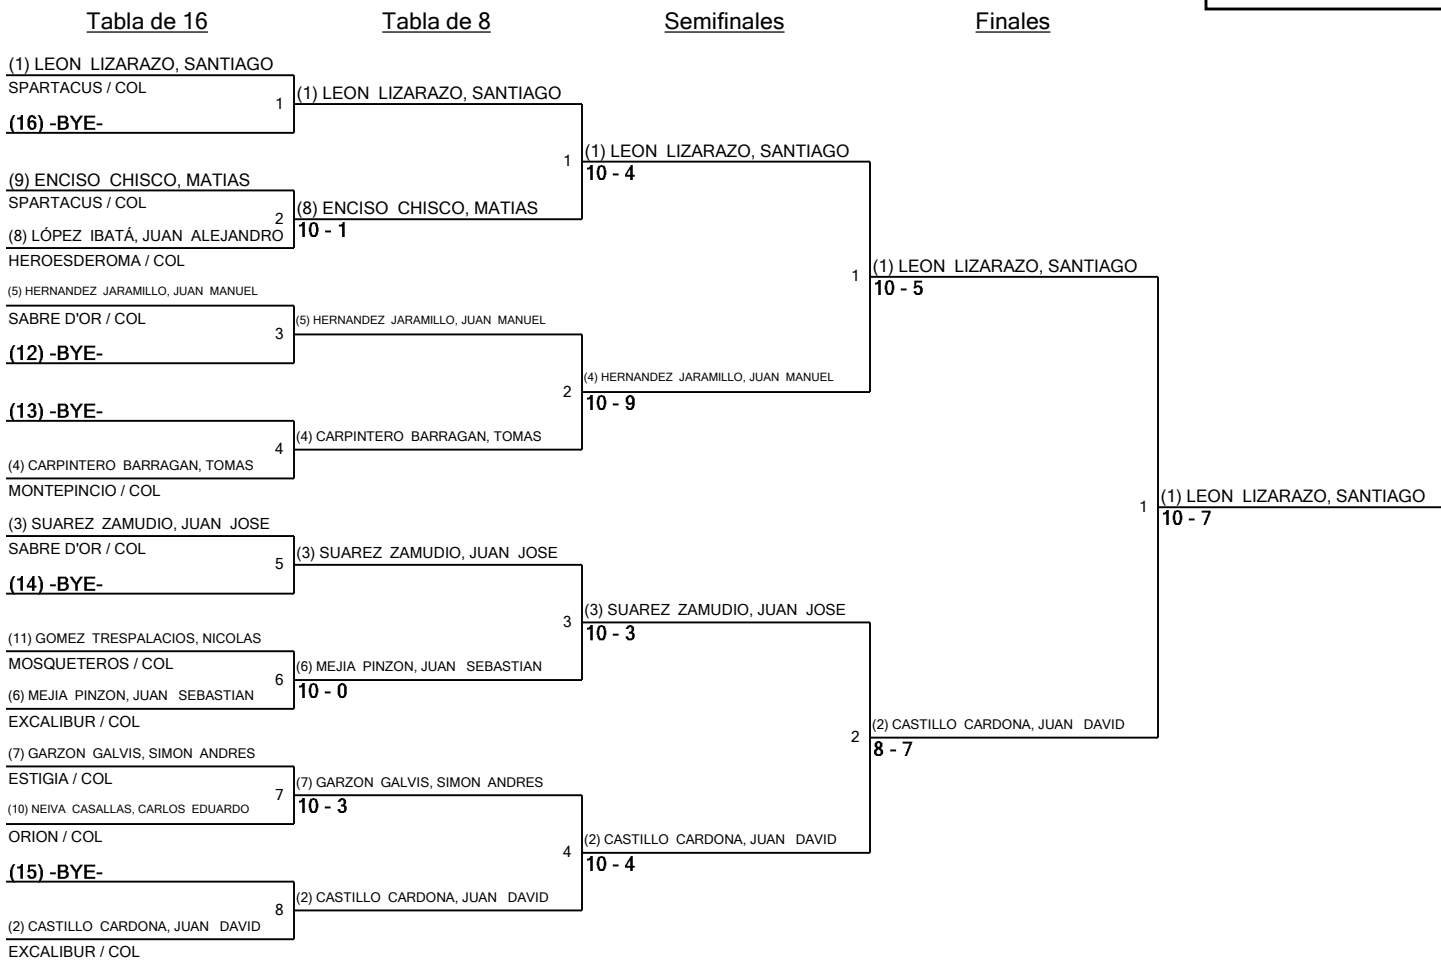 Tabla de 16
Tabla de 8
Semifinales
Finales
(1) LEON LIZARAZO, SANTIAGO
SPARTACUS / COL
1
(16) -BYE-
(9) ENCISO CHISCO, MATIAS
SPARTACUS / COL
2
(8) LÓPEZ IBATÁ, JUAN ALEJANDRO
HEROESDEROMA / COL
(5) HERNANDEZ JARAMILLO, JUAN MANUEL
SABRE D'OR / COL
3
(12) -BYE-
(13) -BYE-
4
(4) CARPINTERO BARRAGAN, TOMAS
MONTEPINCIO / COL
(3) SUAREZ ZAMUDIO, JUAN JOSE
SABRE D'OR / COL
5
(14) -BYE-
(11) GOMEZ TRESPALACIOS, NICOLAS
MOSQUETEROS / COL
6
(6) MEJIA PINZON, JUAN SEBASTIAN
EXCALIBUR / COL
(7) GARZON GALVIS, SIMON ANDRES
ESTIGIA / COL
7
(10) NEIVA CASALLAS, CARLOS EDUARDO
ORION / COL
(15) -BYE-
8
(2) CASTILLO CARDONA, JUAN DAVID
EXCALIBUR / COL
(1) LEON LIZARAZO, SANTIAGO
1
(8) ENCISO CHISCO, MATIAS
10 - 1
(5) HERNANDEZ JARAMILLO, JUAN MANUEL
2
(4) CARPINTERO BARRAGAN, TOMAS
(3) SUAREZ ZAMUDIO, JUAN JOSE
3
(6) MEJIA PINZON, JUAN SEBASTIAN
10 - 0
(7) GARZON GALVIS, SIMON ANDRES
10 - 3
4
(2) CASTILLO CARDONA, JUAN DAVID
(1) LEON LIZARAZO, SANTIAGO
10 - 4
1
(4) HERNANDEZ JARAMILLO, JUAN MANUEL
10 - 9
(3) SUAREZ ZAMUDIO, JUAN JOSE
10 - 3
2
(2) CASTILLO CARDONA, JUAN DAVID
10 - 4
(1) LEON LIZARAZO, SANTIAGO
10 - 5
1
(2) CASTILLO CARDONA, JUAN DAVID
8 - 7
(1) LEON LIZARAZO, SANTIAGO
10 - 7